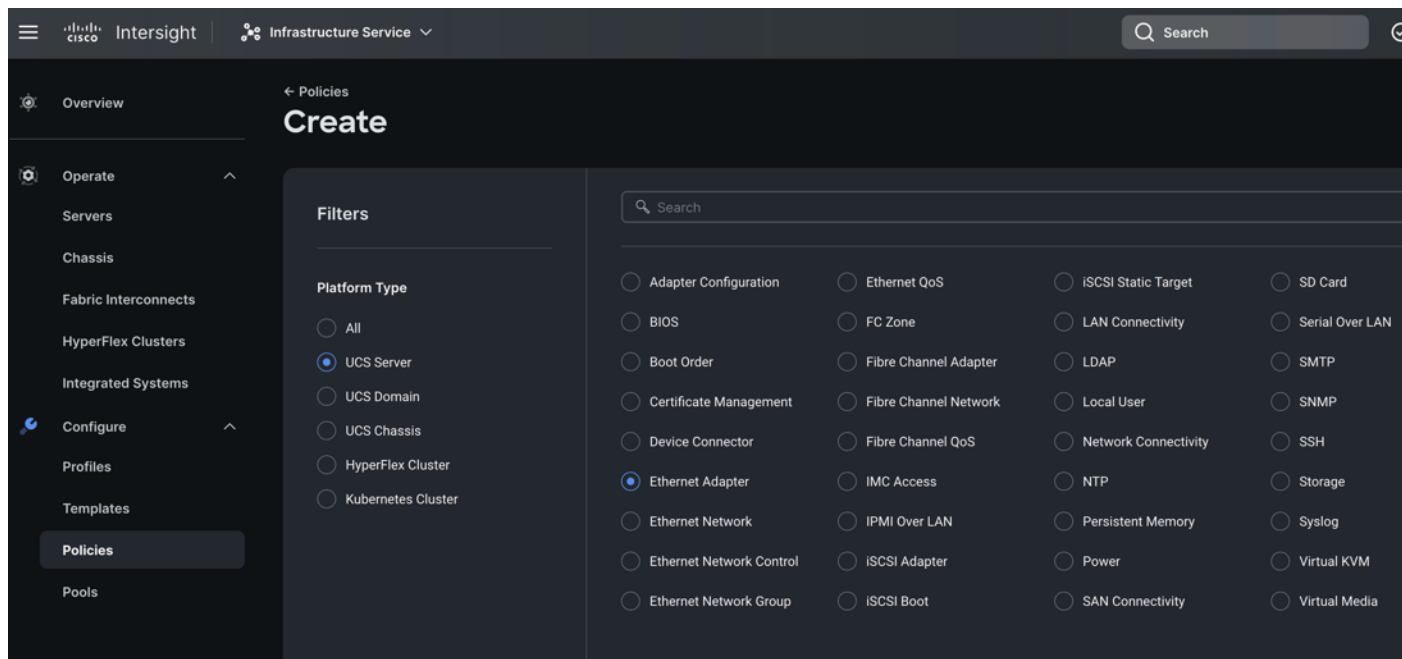 CISCO Intersight Infrastructure Service Search
Overview
Operate
Servers
Chassis
Fabric Interconnects
HyperFlex Clusters
Integrated Systems
Configure
Profiles
Templates
Policies
Pools
← Policies
Create
Filters
Platform Type
All
UCS Server
UCS Domain
UCS Chassis
HyperFlex Cluster
Kubernetes Cluster
Search
Adapter Configuration Ethernet QoS iSCSI Static Target SD Card
BIOS FC Zone LAN Connectivity Serial Over LAN
Boot Order Fibre Channel Adapter LDAP SMTP
Certificate Management Fibre Channel Network Local User SNMP
Device Connector Fibre Channel QoS Network Connectivity SSH
Ethernet Adapter IMC Access NTP Storage
Ethernet Network IPMI Over LAN Persistent Memory Syslog
Ethernet Network Control iSCSI Adapter Power Virtual KVM
Ethernet Network Group iSCSI Boot SAN Connectivity Virtual Media